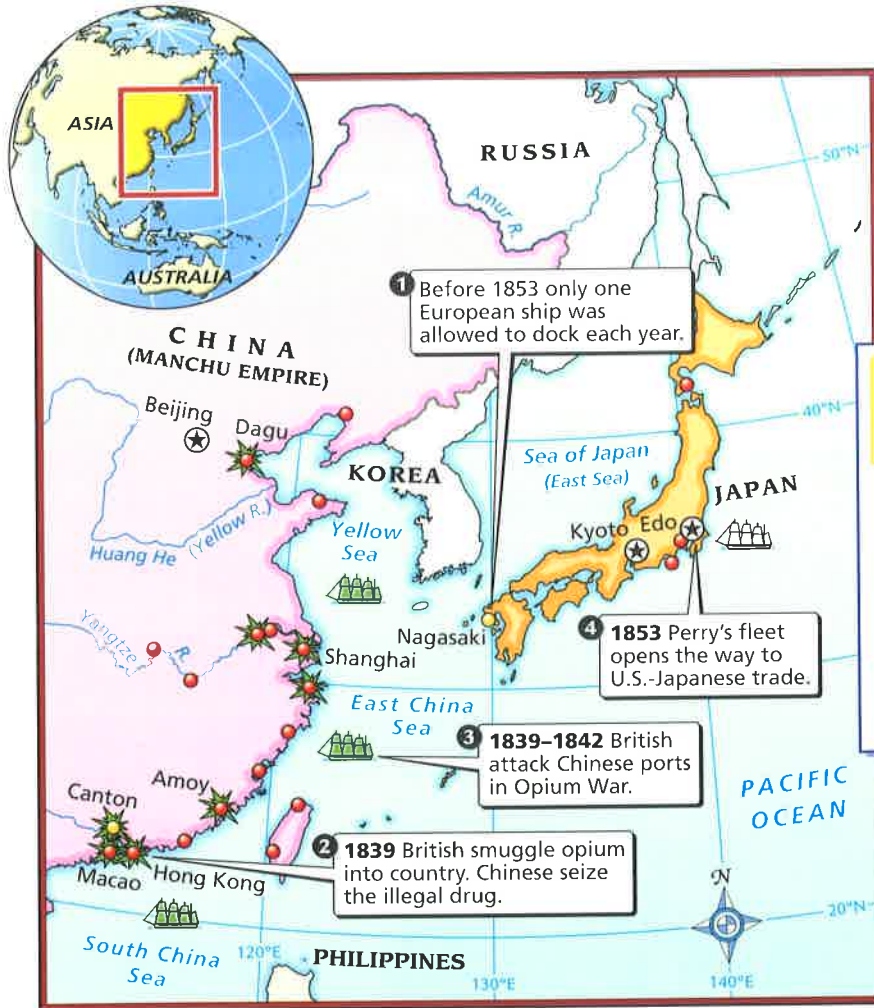 ASIA
AUSTRALIA
RUSSIA
50°N
Amur R.
1 Before 1853 only one
European ship was
allowed to dock each year.
CHINA
(MANCHU EMPIRE)
Beijing
Dagu
40°N
KOREA
Sea of Japan
(East Sea)
JAPAN
Kyoto
Edo
Huang He
(Yellow R.)
Yellow
Sea
Yangtze
R.
Nagasaki
Shanghai
4 1853 Perry's fleet
opens the way to
U.S.-Japanese trade.
East China
Sea
3 1839–1842 British
attack Chinese ports
in Opium War.
PACIFIC
OCEAN
Amoy
Canton
2 1839 British smuggle opium
into country. Chinese seize
the illegal drug.
Macao
Hong Kong
N
20°N
South China
Sea
120°E
PHILIPPINES
130°E
140°E